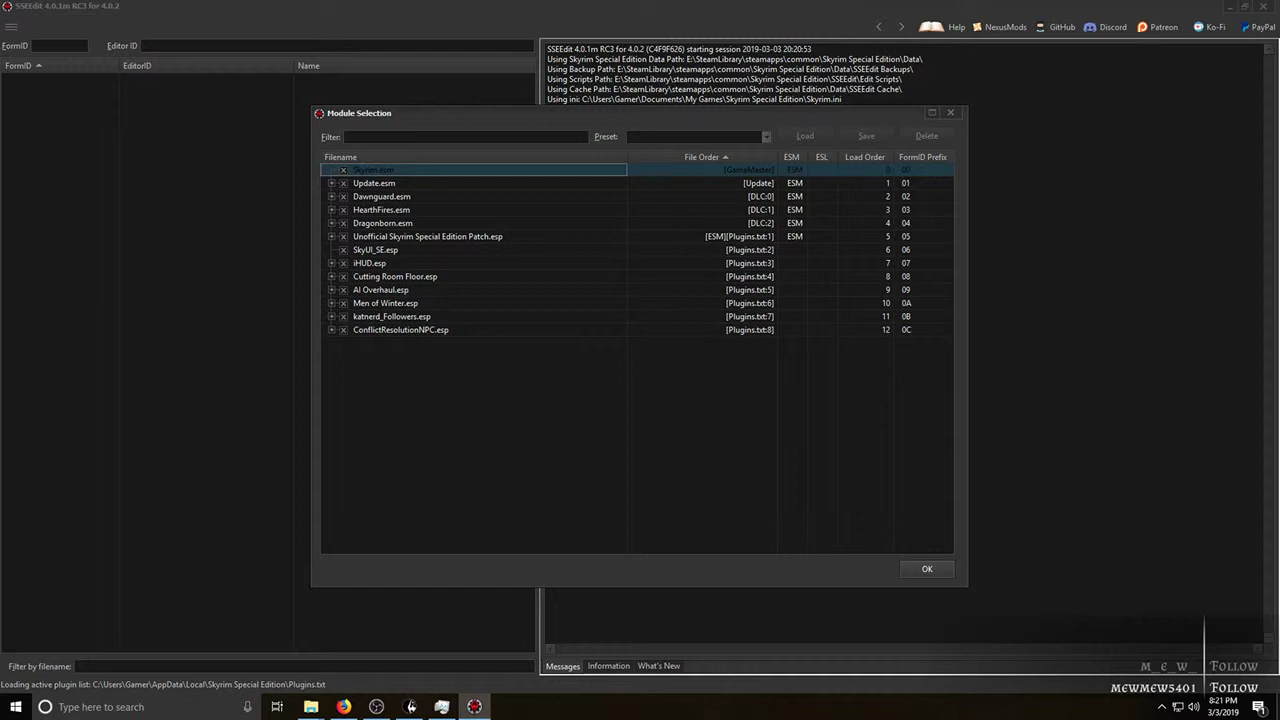 SSEEdit 4.0.1m RC3 for 4.0.2
Help NexusMods GitHub Discord Patreon Ko-Fi PayPal
FormID Editor ID
FormID EditorID Name
SSEEdit 4.0.1m RC3 for 4.0.2 (C4F9F626) starting session 2019-03-03 20:20:53
Using Skyrim Special Edition Data Path: E:\SteamLibrary\steamapps\common\Skyrim Special Edition\Data\
Using Backup Path: E:\SteamLibrary\steamapps\common\Skyrim Special Edition\Data\SSEEdit Backups\
Using Scripts Path: E:\SteamLibrary\steamapps\common\Skyrim Special Edition\SSEEdit\Edit Scripts\
Using Cache Path: E:\SteamLibrary\steamapps\common\Skyrim Special Edition\Data\SSEEdit Cache\
Using ini: C:\Users\Gamer\Documents\My Games\Skyrim Special Edition\Skyrim.ini
Module Selection
Filter: Preset: Load Save Delete
Filename File Order ESM ESL Load Order FormID Prefix
Skyrim.esm [GameMaster] ESM 0 00
Update.esm [Update] ESM 1 01
Dawnguard.esm [DLC:0] ESM 2 02
HearthFires.esm [DLC:1] ESM 3 03
Dragonborn.esm [DLC:2] ESM 4 04
Unofficial Skyrim Special Edition Patch.esp [ESM][Plugins.txt:1] ESM 5 05
SkyUI_SE.esp [Plugins.txt:2] 6 06
iHUD.esp [Plugins.txt:3] 7 07
Cutting Room Floor.esp [Plugins.txt:4] 8 08
AI Overhaul.esp [Plugins.txt:5] 9 09
Men of Winter.esp [Plugins.txt:6] 10 0A
katnerd_Followers.esp [Plugins.txt:7] 11 0B
ConflictResolutionNPC.esp [Plugins.txt:8] 12 0C
OK
Filter by filename:
Messages Information What's New
Loading active plugin list: C:\Users\Gamer\AppData\Local\Skyrim Special Edition\Plugins.txt
m_e_w_ Follow
mewmew5401 Follow
Type here to search
8:21 PM
3/3/2019
1